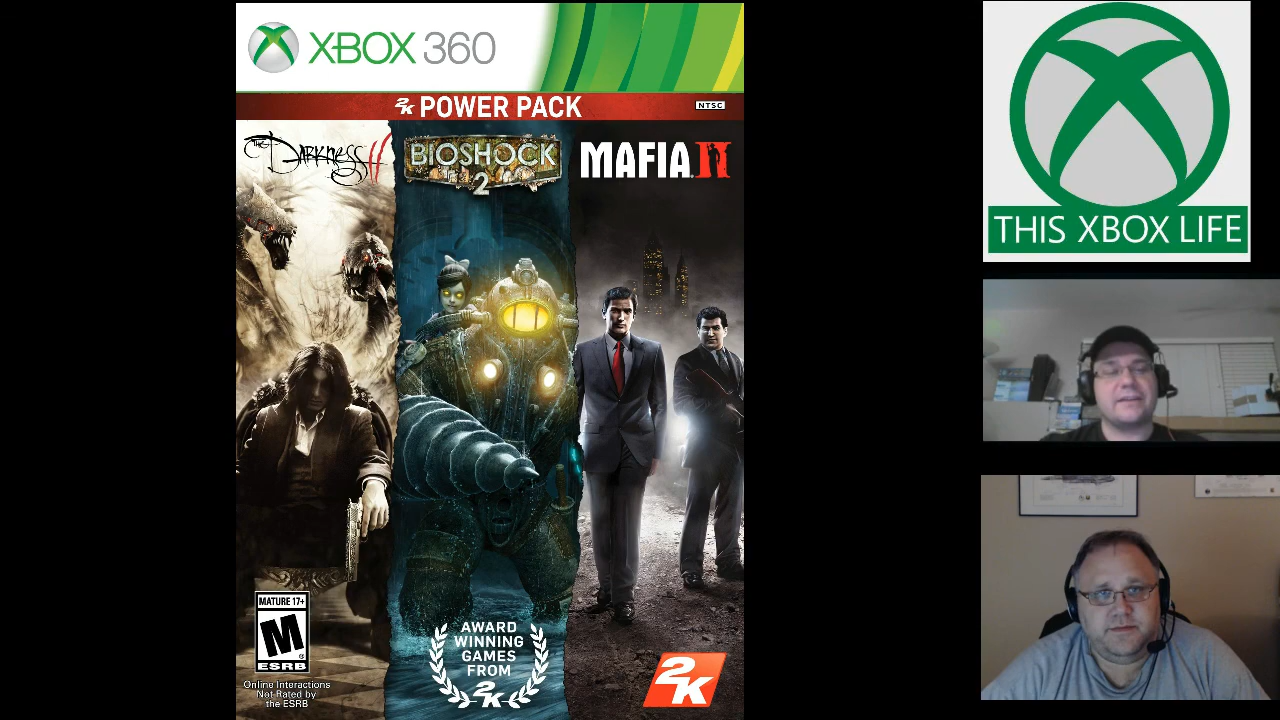 XBOX 360
2K POWER PACK
NTSC
THE DARKNESS II
BIOSHOCK 2
MAFIA II
MATURE 17+
M
ESRB
Online Interactions
Not Rated by
the ESRB
AWARD
WINNING
GAMES
FROM
2K
2K
THIS XBOX LIFE